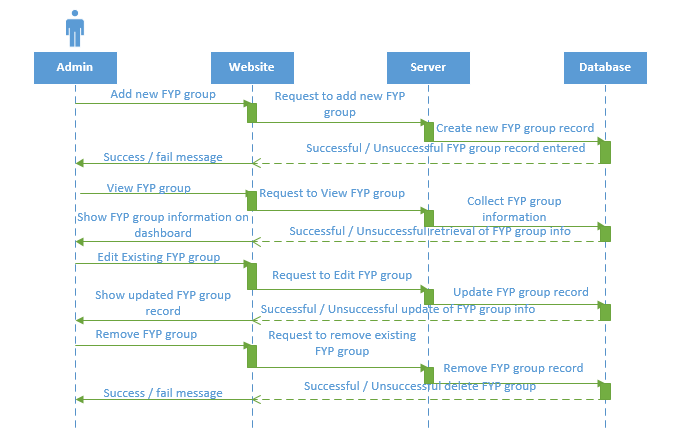 Admin
Website
Server
Database
Add new FYP group
Request to add new FYP
group
Create new FYP group record
Successful / Unsuccessful FYP group record entered
Success / fail message
View FYP group
Request to View FYP group
Collect FYP group
information
Show FYP group information on
dashboard
Successful / Unsuccessful retrieval of FYP group info
Edit Existing FYP group
Request to Edit FYP group
Update FYP group record
Show updated FYP group
record
Successful / Unsuccessful update of FYP group info
Remove FYP group
Request to remove existing
FYP group
Remove FYP group record
Successful / Unsuccessful delete FYP group
Success / fail message